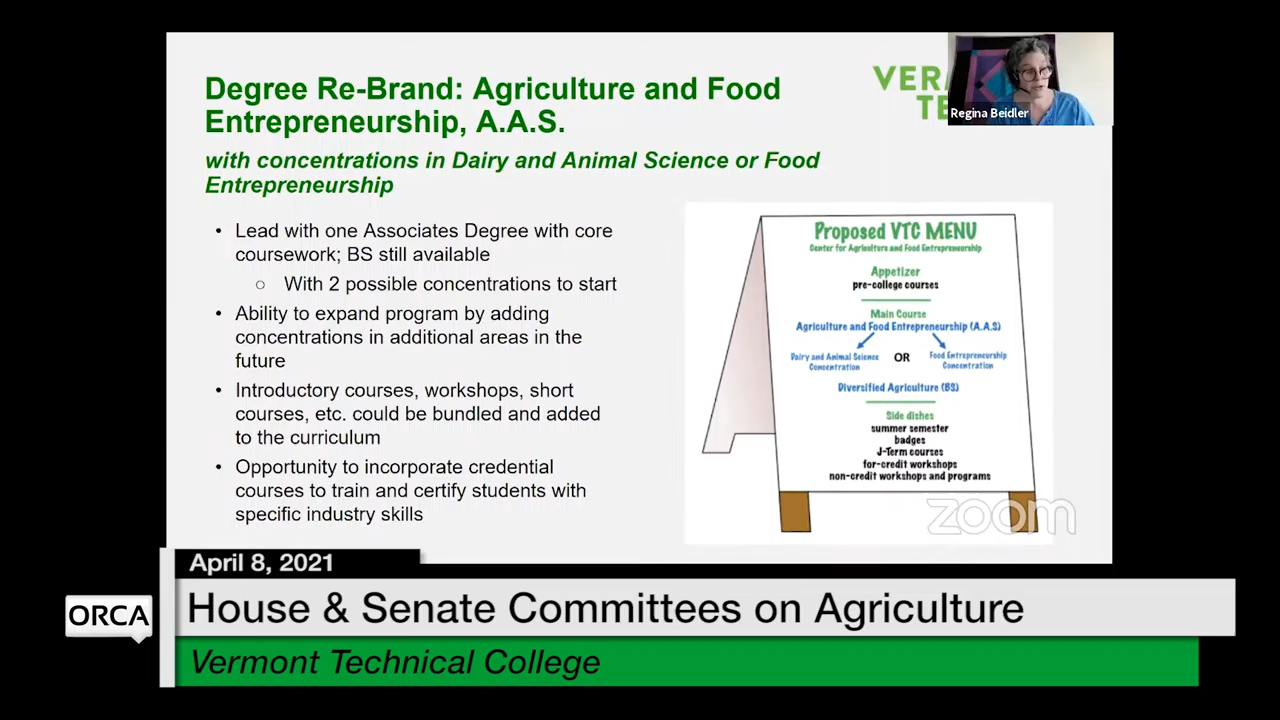 Degree Re-Brand: Agriculture and Food
Entrepreneurship, A.A.S.
with concentrations in Dairy and Animal Science or Food
Entrepreneurship
• Lead with one Associates Degree with core
coursework; BS still available
○ With 2 possible concentrations to start
• Ability to expand program by adding
concentrations in additional areas in the
future
• Introductory courses, workshops, short
courses, etc. could be bundled and added
to the curriculum
• Opportunity to incorporate credential
courses to train and certify students with
specific industry skills
VER
TE
Regina Beidler
Proposed VTC MENU
Center for Agriculture and Food Entrepreneurship
Appetizer
pre-college courses
Main Course
Agriculture and Food Entrepreneurship (A.A.S)
Dairy and Animal Science
Concentration
OR
Food Entrepreneurship
Concentration
Diversified Agriculture (BS)
Side dishes
summer semester
badges
J-Term courses
for-credit workshops
non-credit workshops and programs
zoom
April 8, 2021
ORCA
House & Senate Committees on Agriculture
Vermont Technical College